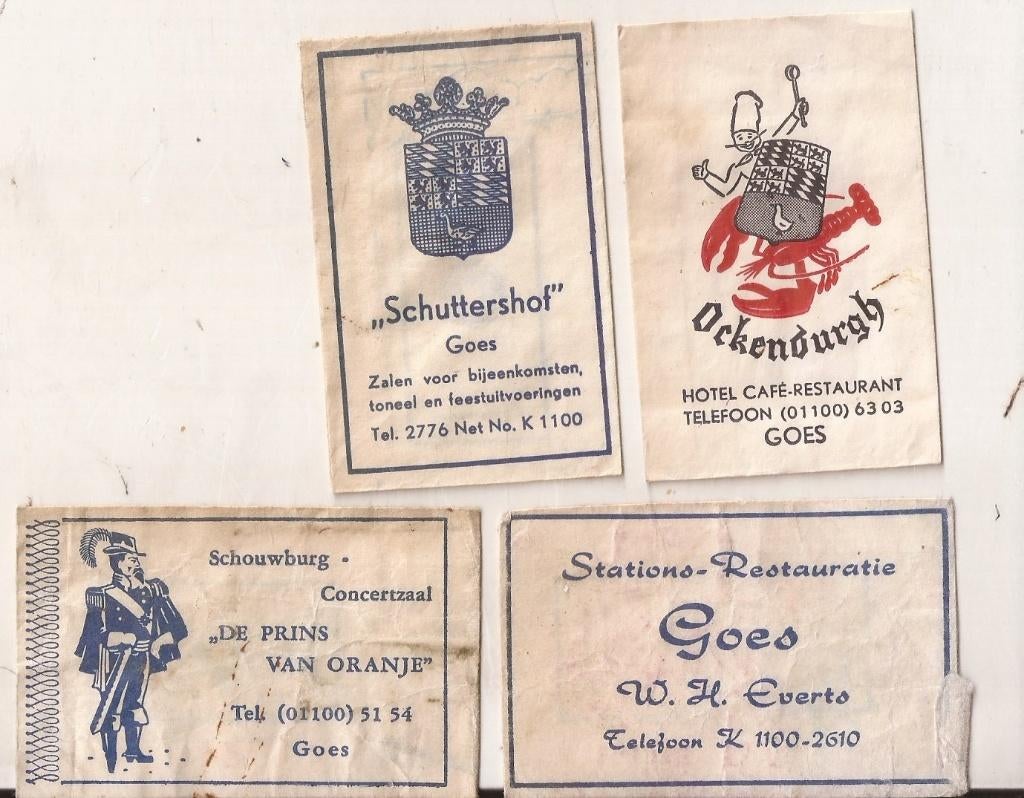 „Schuttershof"
Goes
Zalen voor bijeenkomsten,
toneel en feestuitvoeringen
Tel. 2776 Net No. K 1100
Ockenburgh
HOTEL CAFÉ-RESTAURANT
TELEFOON (01100) 63 03
GOES
Schouwburg -
Concertzaal
„DE PRINS
VAN ORANJE"
Tel. (01100) 51 54
Goes
Stations-Restauratie
Goes
W. H. Everts
Telefoon K 1100-2610